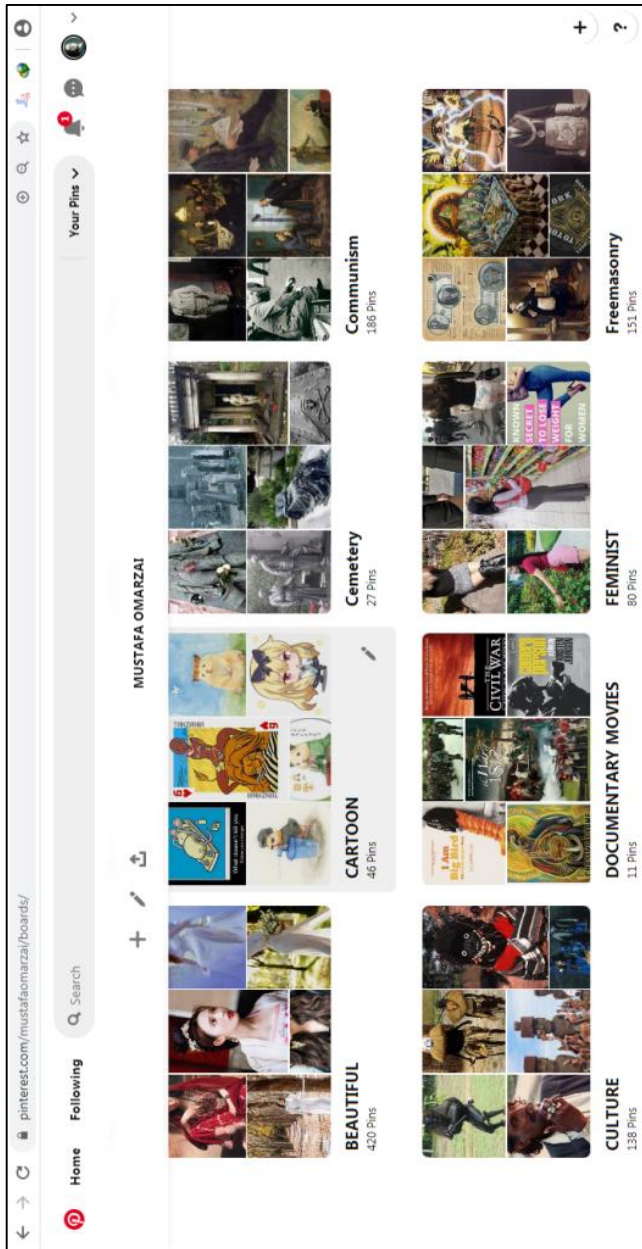 pinterest.com/mustafaomarzai/boards/
Home
Following
Search
Your Pins
1
MUSTAFA OMARZAI
BEAUTIFUL
420 Pins
CARTOON
46 Pins
Cemetery
27 Pins
Communism
186 Pins
I Am
Big Bird
THE
CIVIL WAR
KNOWN
SECRET
TO LOSE
WEIGHT
FOR
WOMEN
CULTURE
138 Pins
DOCUMENTARY MOVIES
11 Pins
FEMINIST
80 Pins
Freemasonry
151 Pins
?